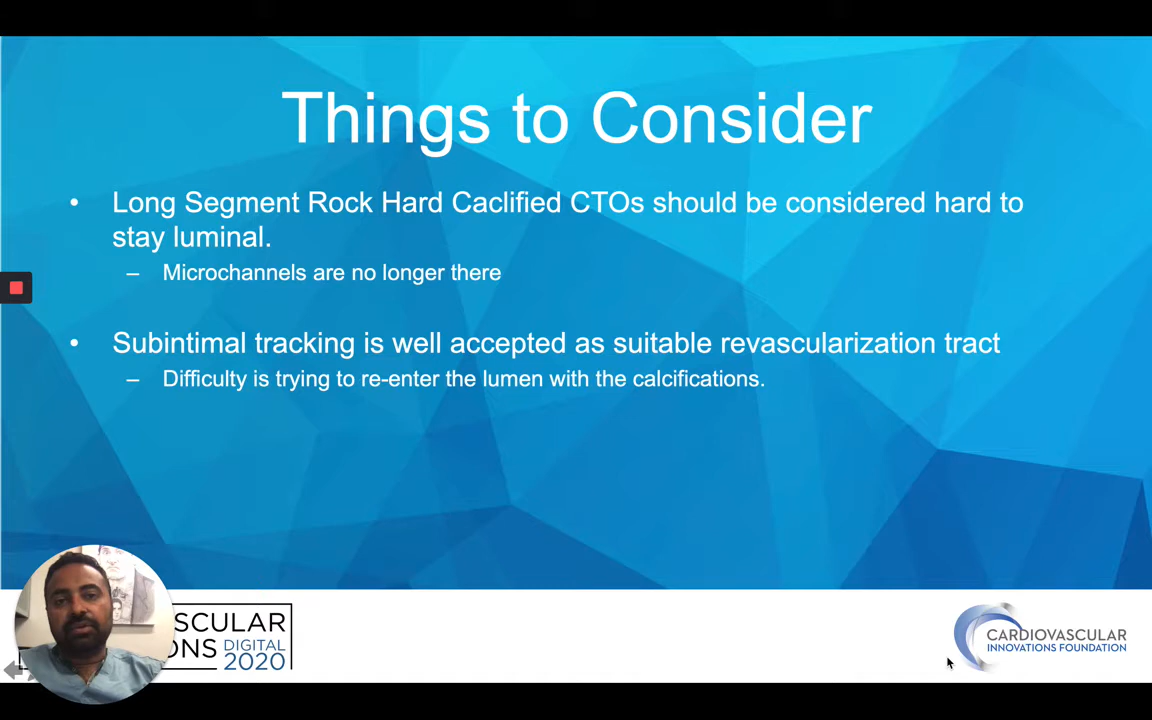 Things to Consider
• Long Segment Rock Hard Caclified CTOs should be considered hard to
stay luminal.
– Microchannels are no longer there
• Subintimal tracking is well accepted as suitable revascularization tract
– Difficulty is trying to re-enter the lumen with the calcifications.
SCULAR
ONS DIGITAL
2020
CARDIOVASCULAR
INNOVATIONS FOUNDATION